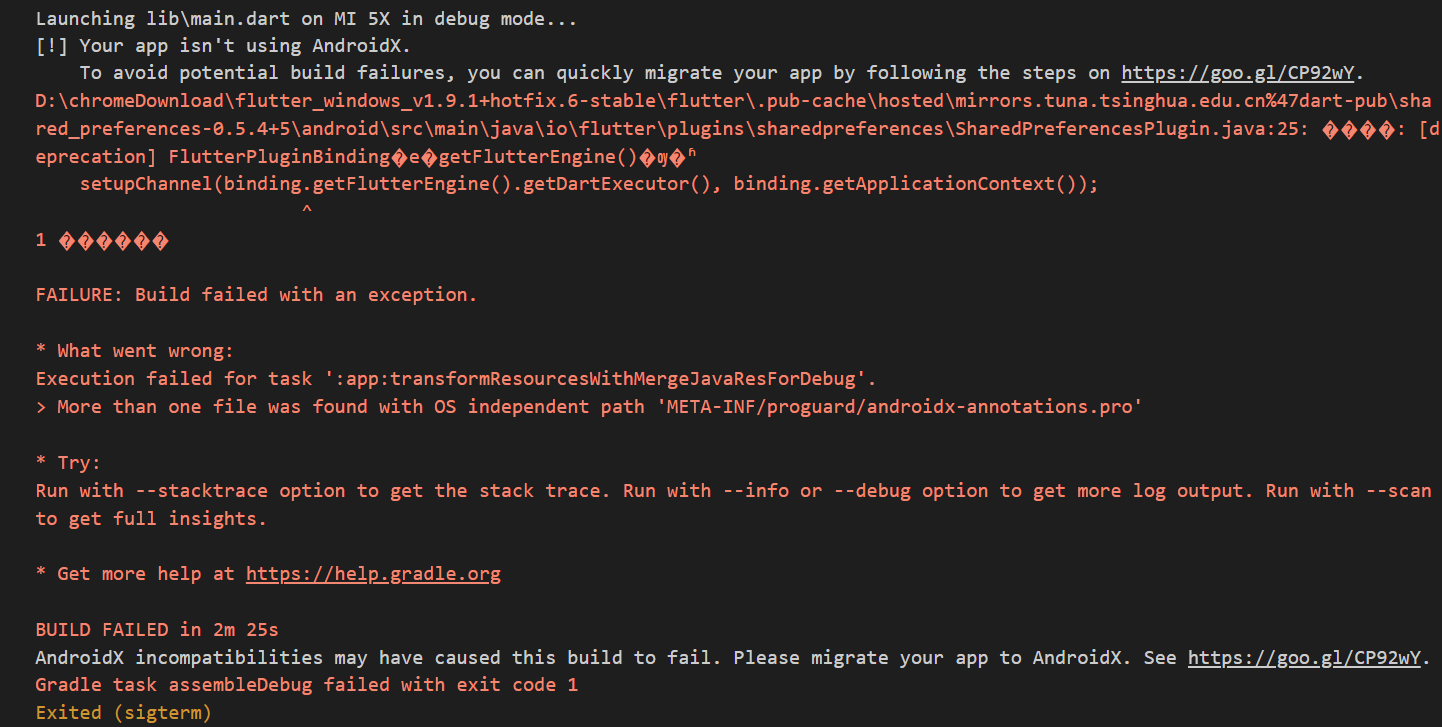 Launching lib\main.dart on MI 5X in debug mode...
[!] Your app isn't using AndroidX.
To avoid potential build failures, you can quickly migrate your app by following the steps on https://goo.gl/CP92wY.
D:\chromeDownload\flutter_windows_v1.9.1+hotfix.6-stable\flutter\.pub-cache\hosted\mirrors.tuna.tsinghua.edu.cn%47dart-pub\sha
red_preferences-0.5.4+5\android\src\main\java\io\flutter\plugins\sharedpreferences\SharedPreferencesPlugin.java:25: ����: [d
eprecation] FlutterPluginBinding�е�getFlutterEngine()�ѹ�ʱ
setupChannel(binding.getFlutterEngine().getDartExecutor(), binding.getApplicationContext());
^
1 ������
FAILURE: Build failed with an exception.
* What went wrong:
Execution failed for task ':app:transformResourcesWithMergeJavaResForDebug'.
> More than one file was found with OS independent path 'META-INF/proguard/androidx-annotations.pro'
* Try:
Run with --stacktrace option to get the stack trace. Run with --info or --debug option to get more log output. Run with --scan
to get full insights.
* Get more help at https://help.gradle.org
BUILD FAILED in 2m 25s
AndroidX incompatibilities may have caused this build to fail. Please migrate your app to AndroidX. See https://goo.gl/CP92wY.
Gradle task assembleDebug failed with exit code 1
Exited (sigterm)